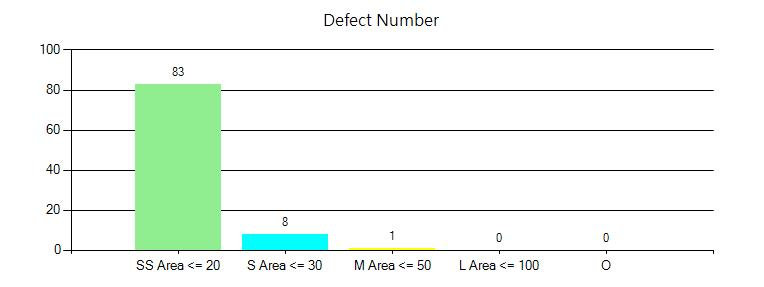 Defect Number
100
80
60
40
20
0
83
8
1
0
0
SS Area <= 20
S Area <= 30
M Area <= 50
L Area <= 100
O